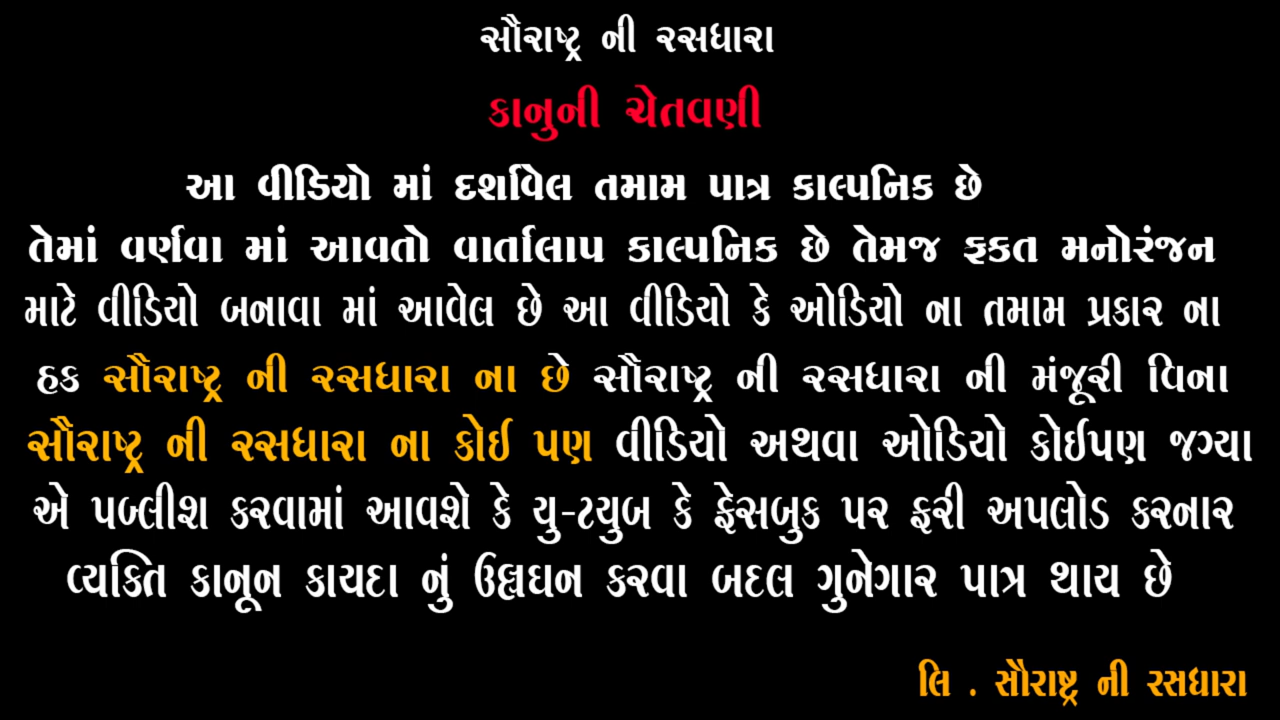 સૌરાષ્ટ્ર ની રસધારા
કાનુની ચેતવણી
આ વીડિયો માં દર્શાવેલ તમામ પાત્ર કાલ્પનિક છે
તેમાં વર્ણવા માં આવતો વાર્તાલાપ કાલ્પનિક છે તેમજ ફકત મનોરંજન
માટે વીડિયો બનાવા માં આવેલ છે આ વીડિયો કે ઓડિયો ના તમામ પ્રકાર ના
હક સૌરાષ્ટ્ર ની રસધારા ના છે સૌરાષ્ટ્ર ની રસધારા ની મંજૂરી વિના
સૌરાષ્ટ્ર ની રસધારા ના કોઈ પણ વીડિયો અથવા ઓડિયો કોઈપણ જગ્યા
એ પબ્લીશ કરવામાં આવશે કે યુ-ટયુબ કે ફેસબુક પર ફરી અપલોડ કરનાર
વ્યક્તિ કાનૂન કાયદા નું ઉલ્લઘન કરવા બદલ ગુનેગાર પાત્ર થાય છે
લિ . સૌરાષ્ટ્ર ની રસધારા